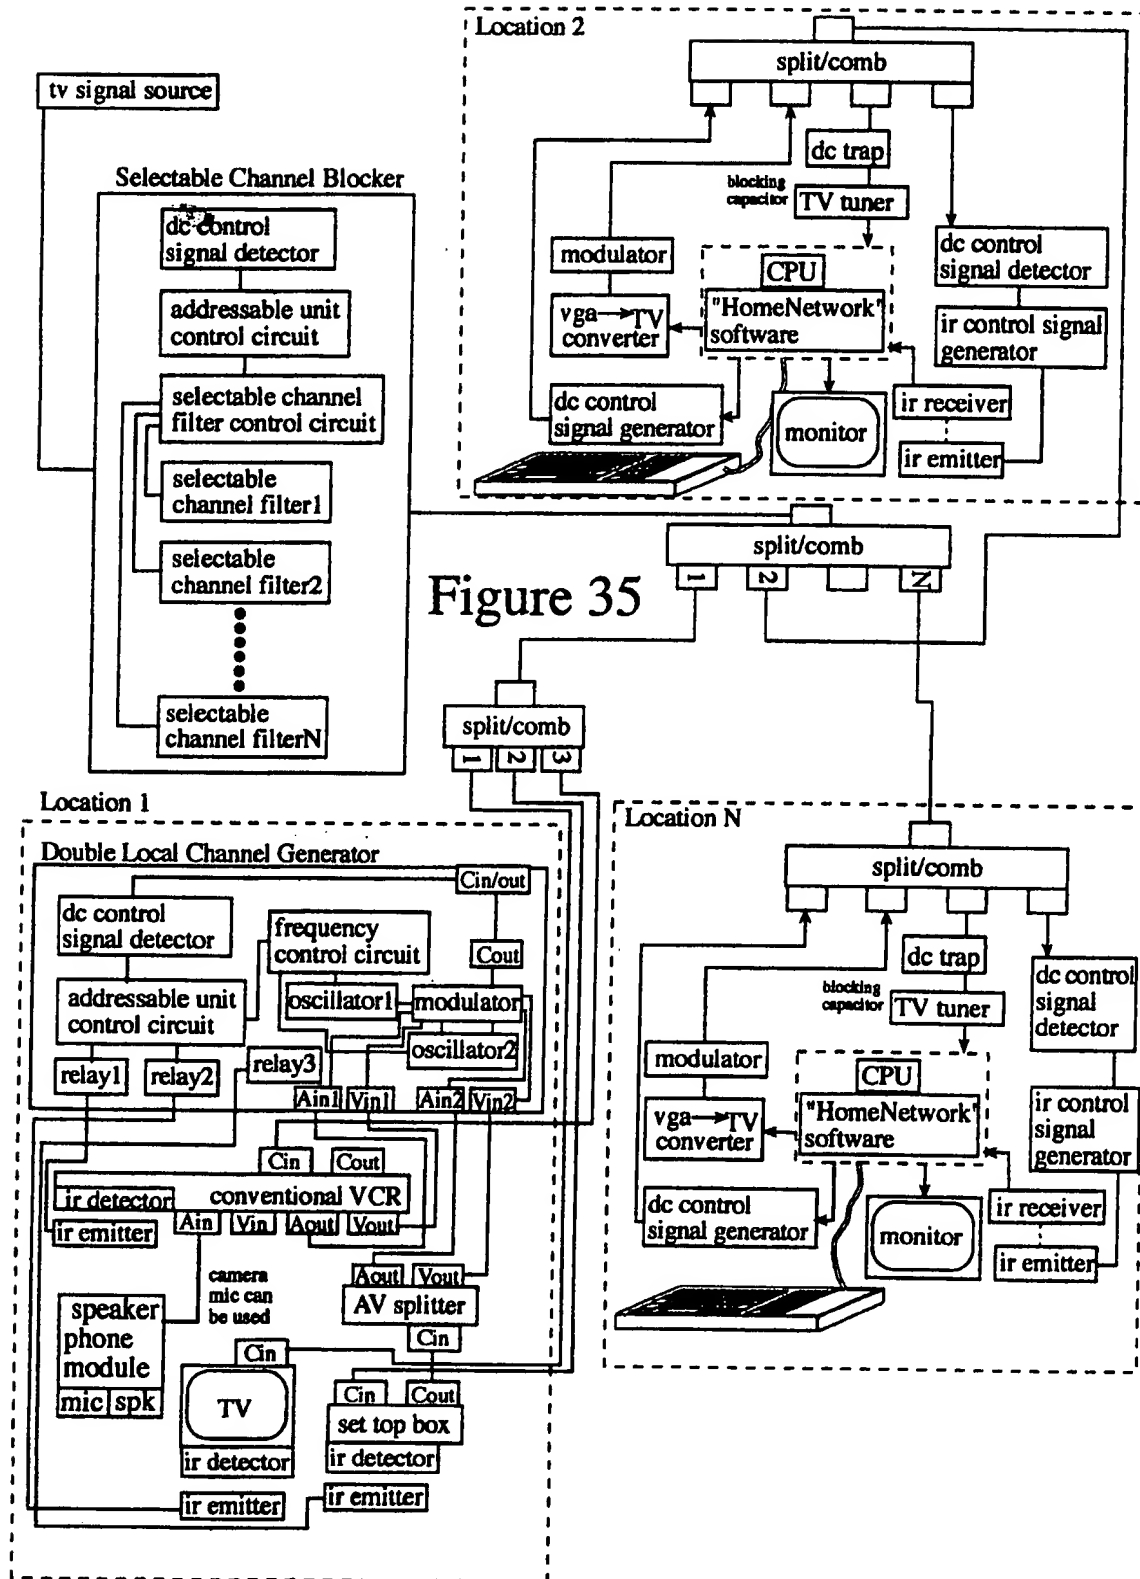 Location 2
split/comb
tv signal source
dc trap
Selectable Channel Blocker
blocking
capacitor
TV tuner
dc control
signal detector
modulator
CPU
dc control
signal detector
addressable unit
control circuit
vga→TV
converter
"HomeNetwork"
software
ir control signal
generator
selectable channel
filter control circuit
dc control
signal generator
monitor
ir receiver
ir emitter
selectable
channel filter1
split/comb
1
2
N
selectable
channel filter2
Figure 35
selectable
channel filterN
split/comb
1
2
3
Location 1
Location N
Double Local Channel Generator
Cin/out
split/comb
dc control
signal detector
frequency
control circuit
Cout
dc trap
dc control
signal
detector
addressable unit
control circuit
oscillator1
modulator
blocking
capacitor
TV tuner
oscillator2
relay1
relay2
relay3
modulator
CPU
Ain1
Vin1
Ain2
Vin2
vga→TV
converter
"HomeNetwork"
software
ir control
signal
generator
Cin
Cout
conventional VCR
ir detector
ir emitter
Ain
Vin
Aout
Vout
dc control
signal generator
monitor
ir receiver
ir emitter
camera
mic can
be used
Aout
Vout
AV splitter
Cin
speaker
phone
module
mic
spk
Cin
TV
ir detector
Cin
Cout
set top box
ir detector
ir emitter
ir emitter